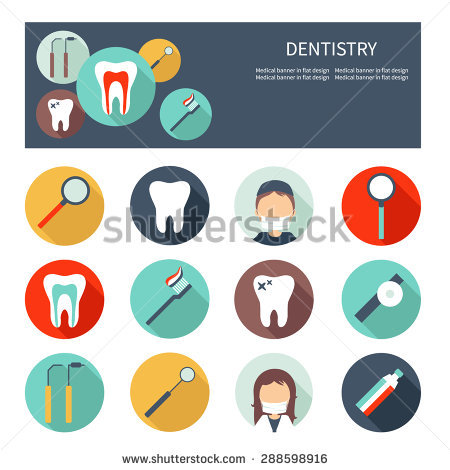 DENTISTRY
Medical banner in flat design Medical banner in flat design
Medical banner in flat design Medical banner in flat design
shutterstock
www.shutterstock.com · 288598916